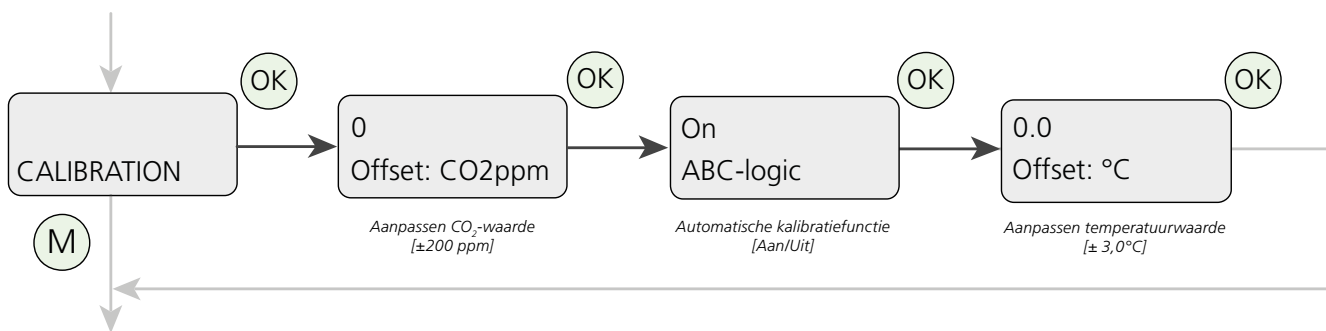 OK
OK
OK
OK
CALIBRATION
0
Offset: CO2ppm
On
ABC-logic
0.0
Offset: °C
M
Aanpassen CO₂-waarde
[±200 ppm]
Automatische kalibratiefunctie
[Aan/Uit]
Aanpassen temperatuurwaarde
[± 3,0°C]